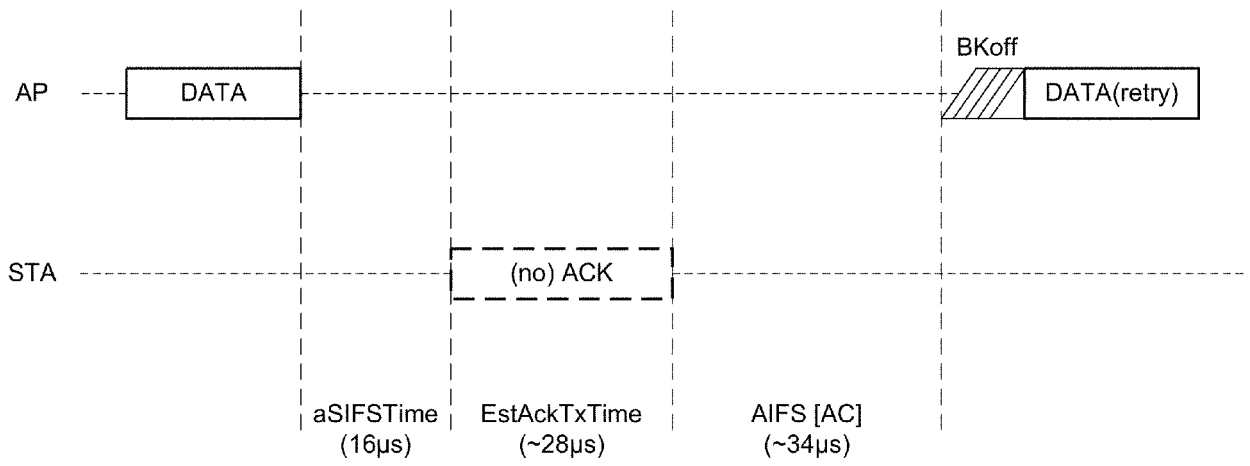 BKoff
AP
DATA
DATA(retry)
STA
(no) ACK
aSIFSTime
(16µs)
EstAckTxTime
(~28µs)
AIFS [AC]
(~34µs)